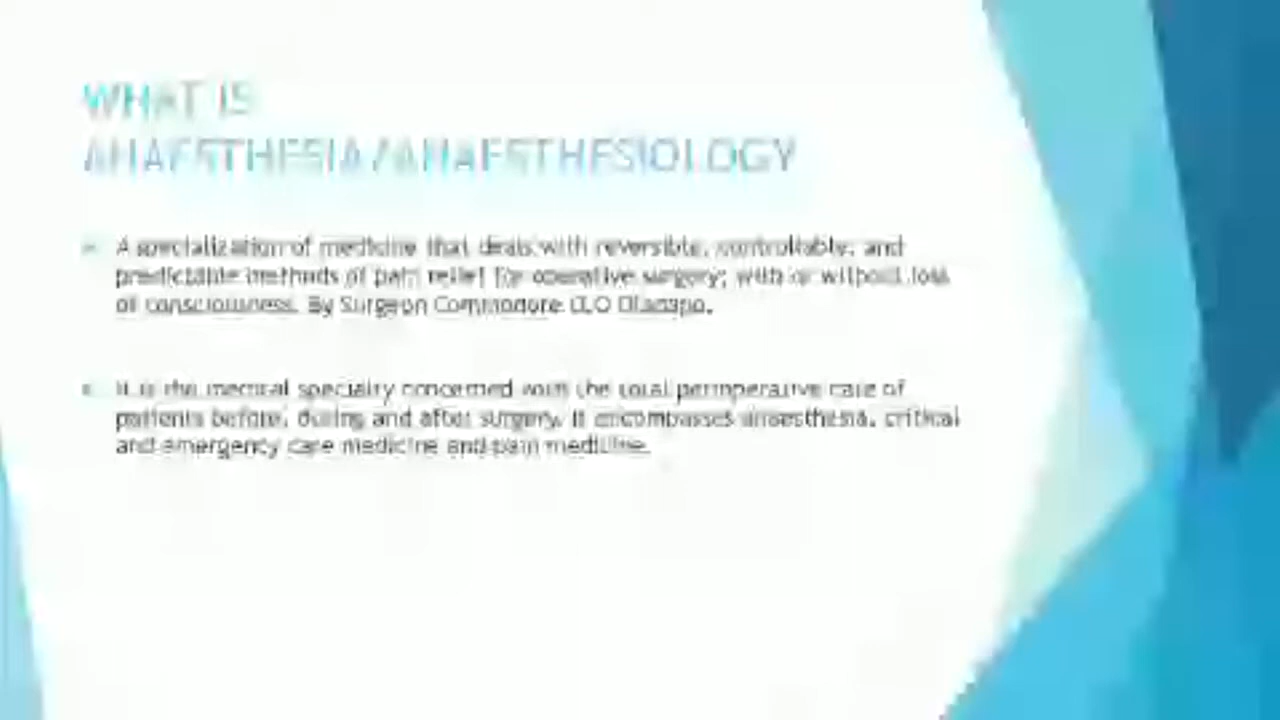 WHAT IS
ANAESTHESIA/ANAESTHESIOLOGY
A specialization of medicine that deals with reversible, controllable, and
predictable methods of pain relief for operative surgery; with or without loss
of consciousness. By Surgeon Commodore
It is the medical specialty concerned with the total perioperative care of
patients before, during and after surgery. It encompasses anaesthesia, critical
and emergency care medicine and pain medicine.